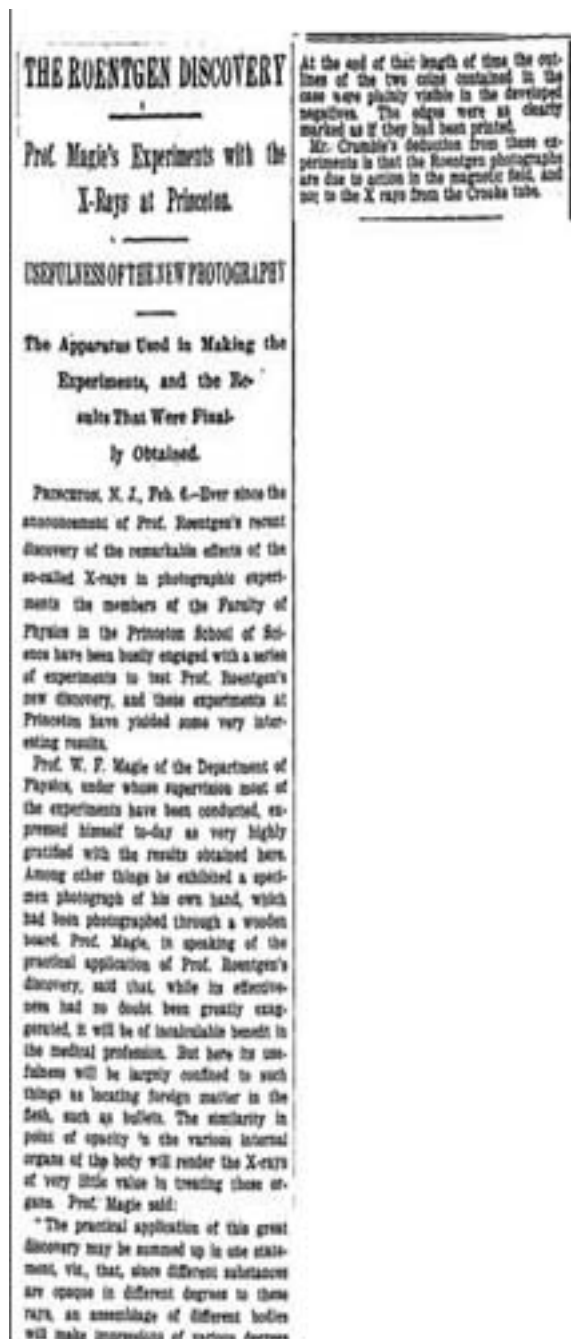 THE ROENTGEN DISCOVERY
Prof. Magie's Experiments with the
X-Rays at Princeton.
USEFULNESS OF THE NEW PHOTOGRAPHY
The Apparatus Used in Making the
Experiments, and the Re-
sults That Were Final-
ly Obtained.
PRINCETON, N. J., Feb. 6.—Ever since the
announcement of Prof. Roentgen's recent
discovery of the remarkable effects of the
so-called X-rays in photographic experi-
ments the members of the Faculty of
Physics in the Princeton School of Sci-
ence have been busily engaged with a series
of experiments to test Prof. Roentgen's
new discovery, and these experiments at
Princeton have yielded some very inter-
esting results.
Prof. W. F. Magie of the Department of
Physics, under whose supervision most of
the experiments have been conducted, ex-
pressed himself to-day as very highly
gratified with the results obtained here.
Among other things he exhibited a speci-
men photograph of his own hand, which
had been photographed through a wooden
board. Prof. Magie, in speaking of the
practical application of Prof. Roentgen's
discovery, said that, while its effective-
ness had no doubt been greatly exag-
gerated, it will be of incalculable benefit in
the medical profession. But here its use-
fulness will be largely confined to such
things as locating foreign matter in the
flesh, such as bullets. The similarity in
point of opacity in the various internal
organs of the body will render the X-rays
of very little value in treating those or-
gans. Prof. Magie said:
"The practical application of this great
discovery may be summed up in one state-
ment, viz., that, since different substances
are opaque in different degrees to these
rays, an assemblage of different bodies
will make impressions of various degrees
At the end of that length of time the out-
lines of the two coins contained in the
case were plainly visible in the developed
negatives. The edges were as clearly
marked as if they had been printed.
Mr. Crumbie's deduction from these ex-
periments is that the Roentgen photographs
are due to action in the magnetic field, and
not to the X rays from the Crooke tube.